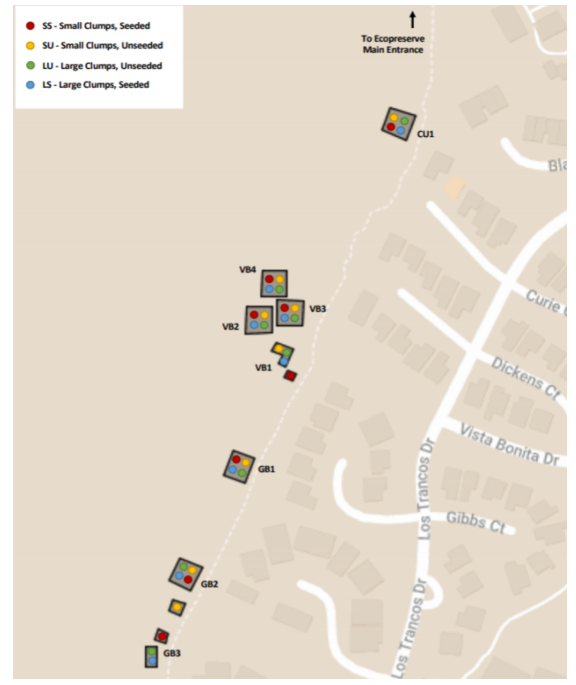 SS - Small Clumps, Seeded
SU - Small Clumps, Unseeded
LU - Large Clumps, Unseeded
LS - Large Clumps, Seeded
To Ecopreserve
Main Entrance
CU1
Bla
VB4
VB3
VB2
VB1
Curie C
Dickens Ct
Vista Bonita Dr
GB1
Los Trancos Dr
Gibbs Ct
GB2
Los Trancos Dr
GB3